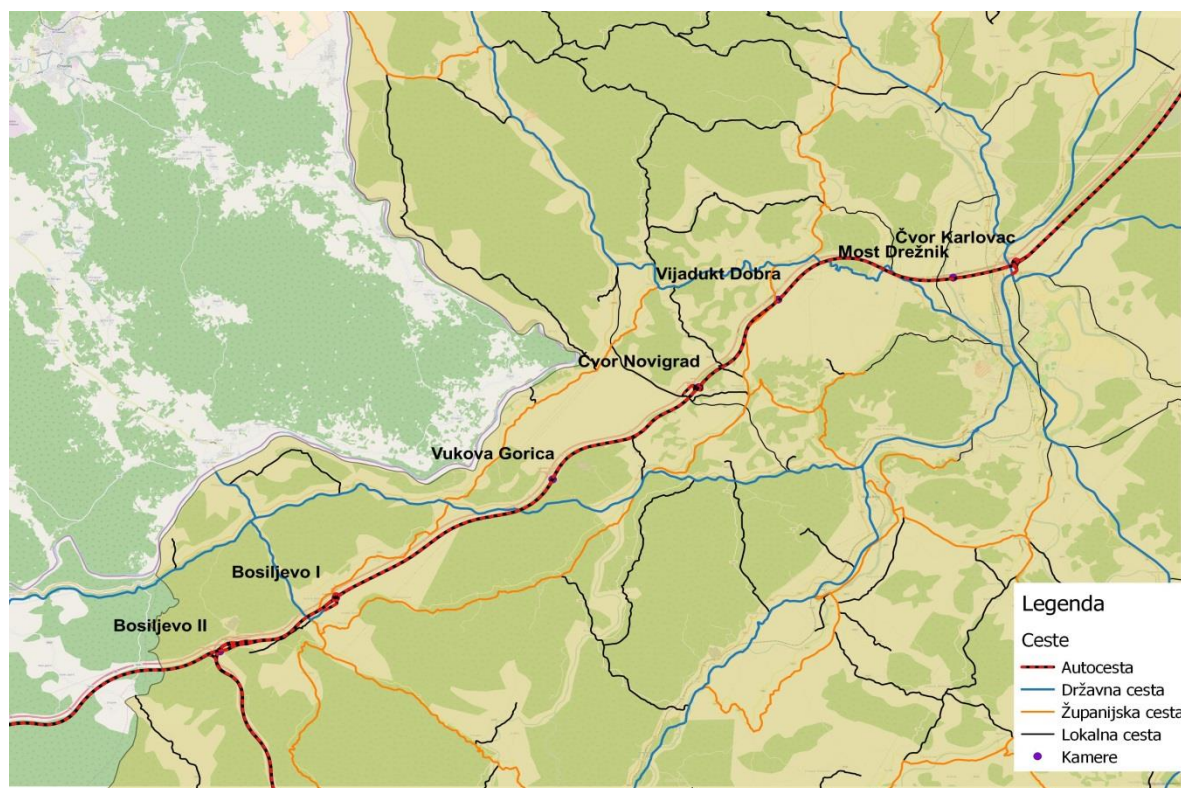 Čvor Karlovac
Most Drežnik
Vijadukt Dobra
Čvor Novigrad
Vukova Gorica
Bosiljevo I
Bosiljevo II
Legenda
Ceste
Autocesta
Državna cesta
Županijska cesta
Lokalna cesta
Kamere